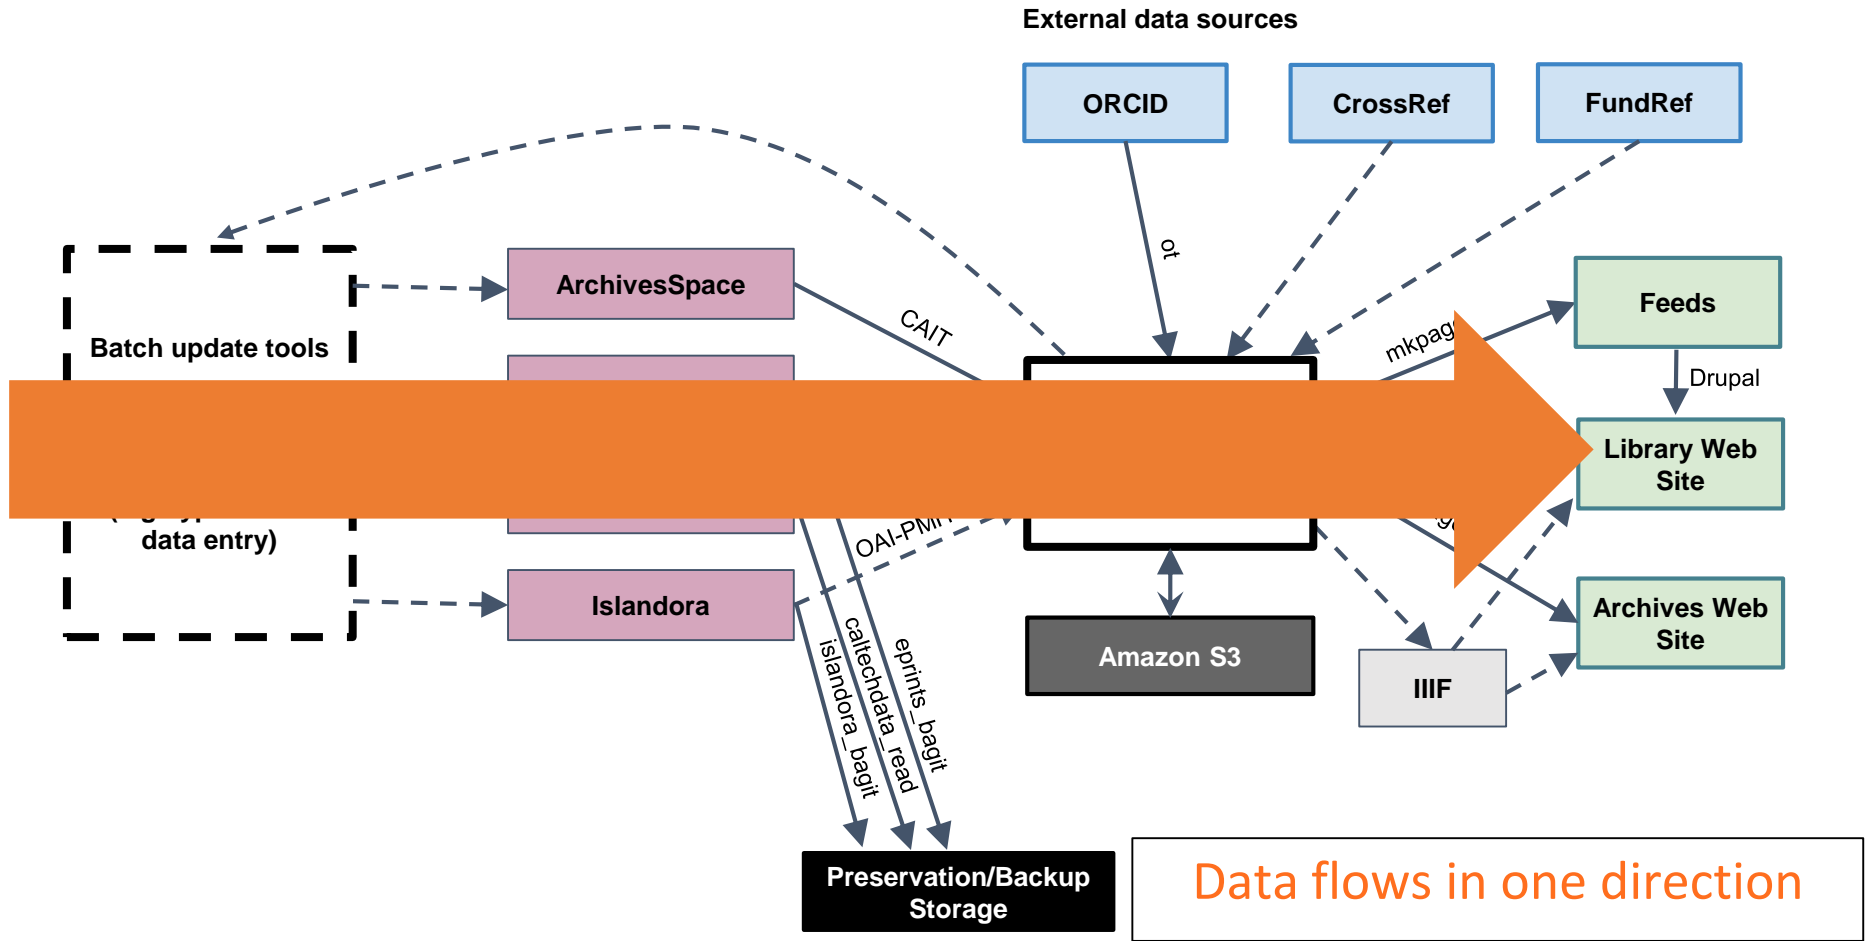 External data sources
ORCID
CrossRef
FundRef
ot
ArchivesSpace
CAIT
Feeds
Batch update tools
Drupal
Library Web
Site
data entry)
OAI-PMH
Islandora
islandora_bagit
caltechdata_read
eprints_bagit
Amazon S3
IIIF
Archives Web
Site
Preservation/Backup
Storage
Data flows in one direction